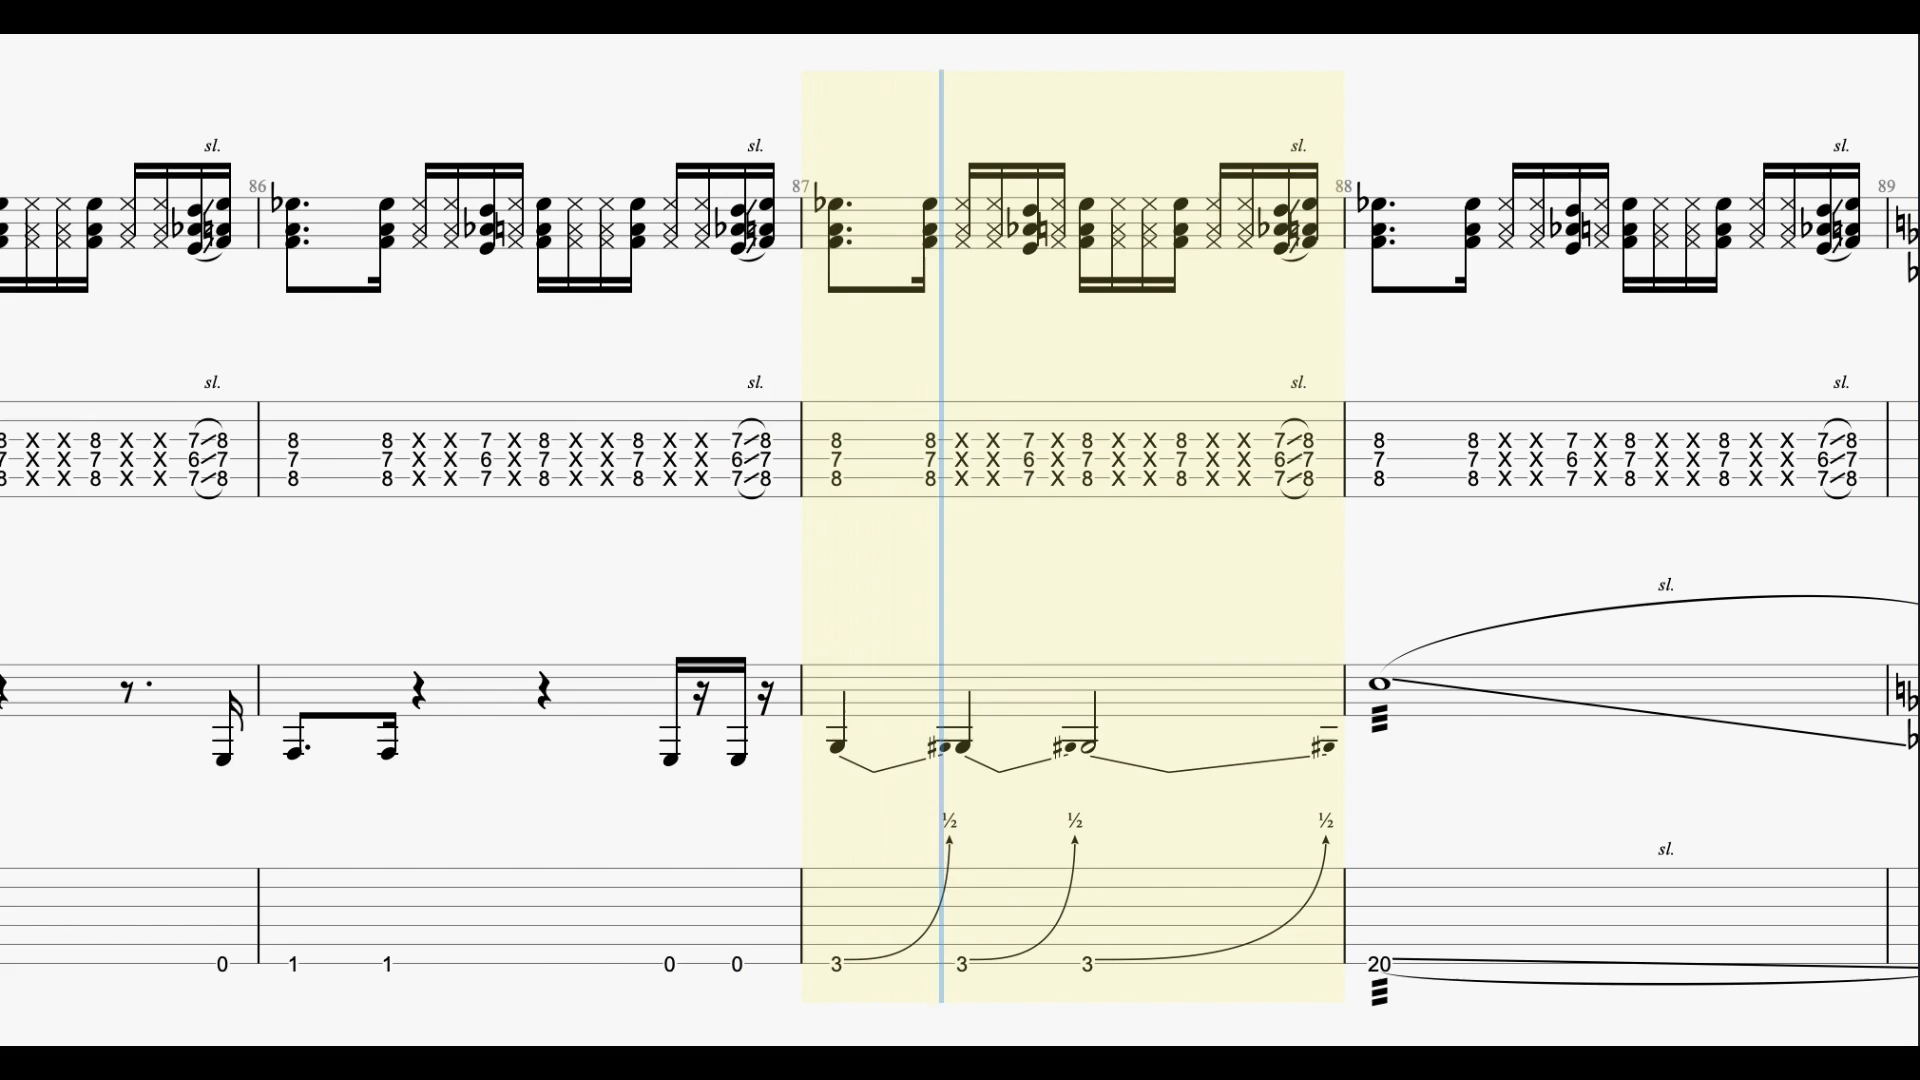 sl. sl. sl. sl.
86 87 88 89
sl. sl. sl. sl.
8 X X 8 X X 7 8 8 8 X X 7 X 8 X X 8 X X 7 8 8 8 X X 7 X 8 X X 8 X X 7 8 8 8 X X 7 X 8 X X 8 X X 7 8
7 X X 7 X X 6 7 7 7 X X 6 X 7 X X 7 X X 6 7 7 7 X X 6 X 7 X X 7 X X 6 7 7 7 X X 6 X 7 X X 7 X X 6 7
8 X X 8 X X 7 8 8 8 X X 7 X 8 X X 8 X X 7 8 8 8 X X 7 X 8 X X 8 X X 7 8 8 8 X X 7 X 8 X X 8 X X 7 8
sl.
½ ½ ½
sl.
0 1 1 0 0 3 3 3 20